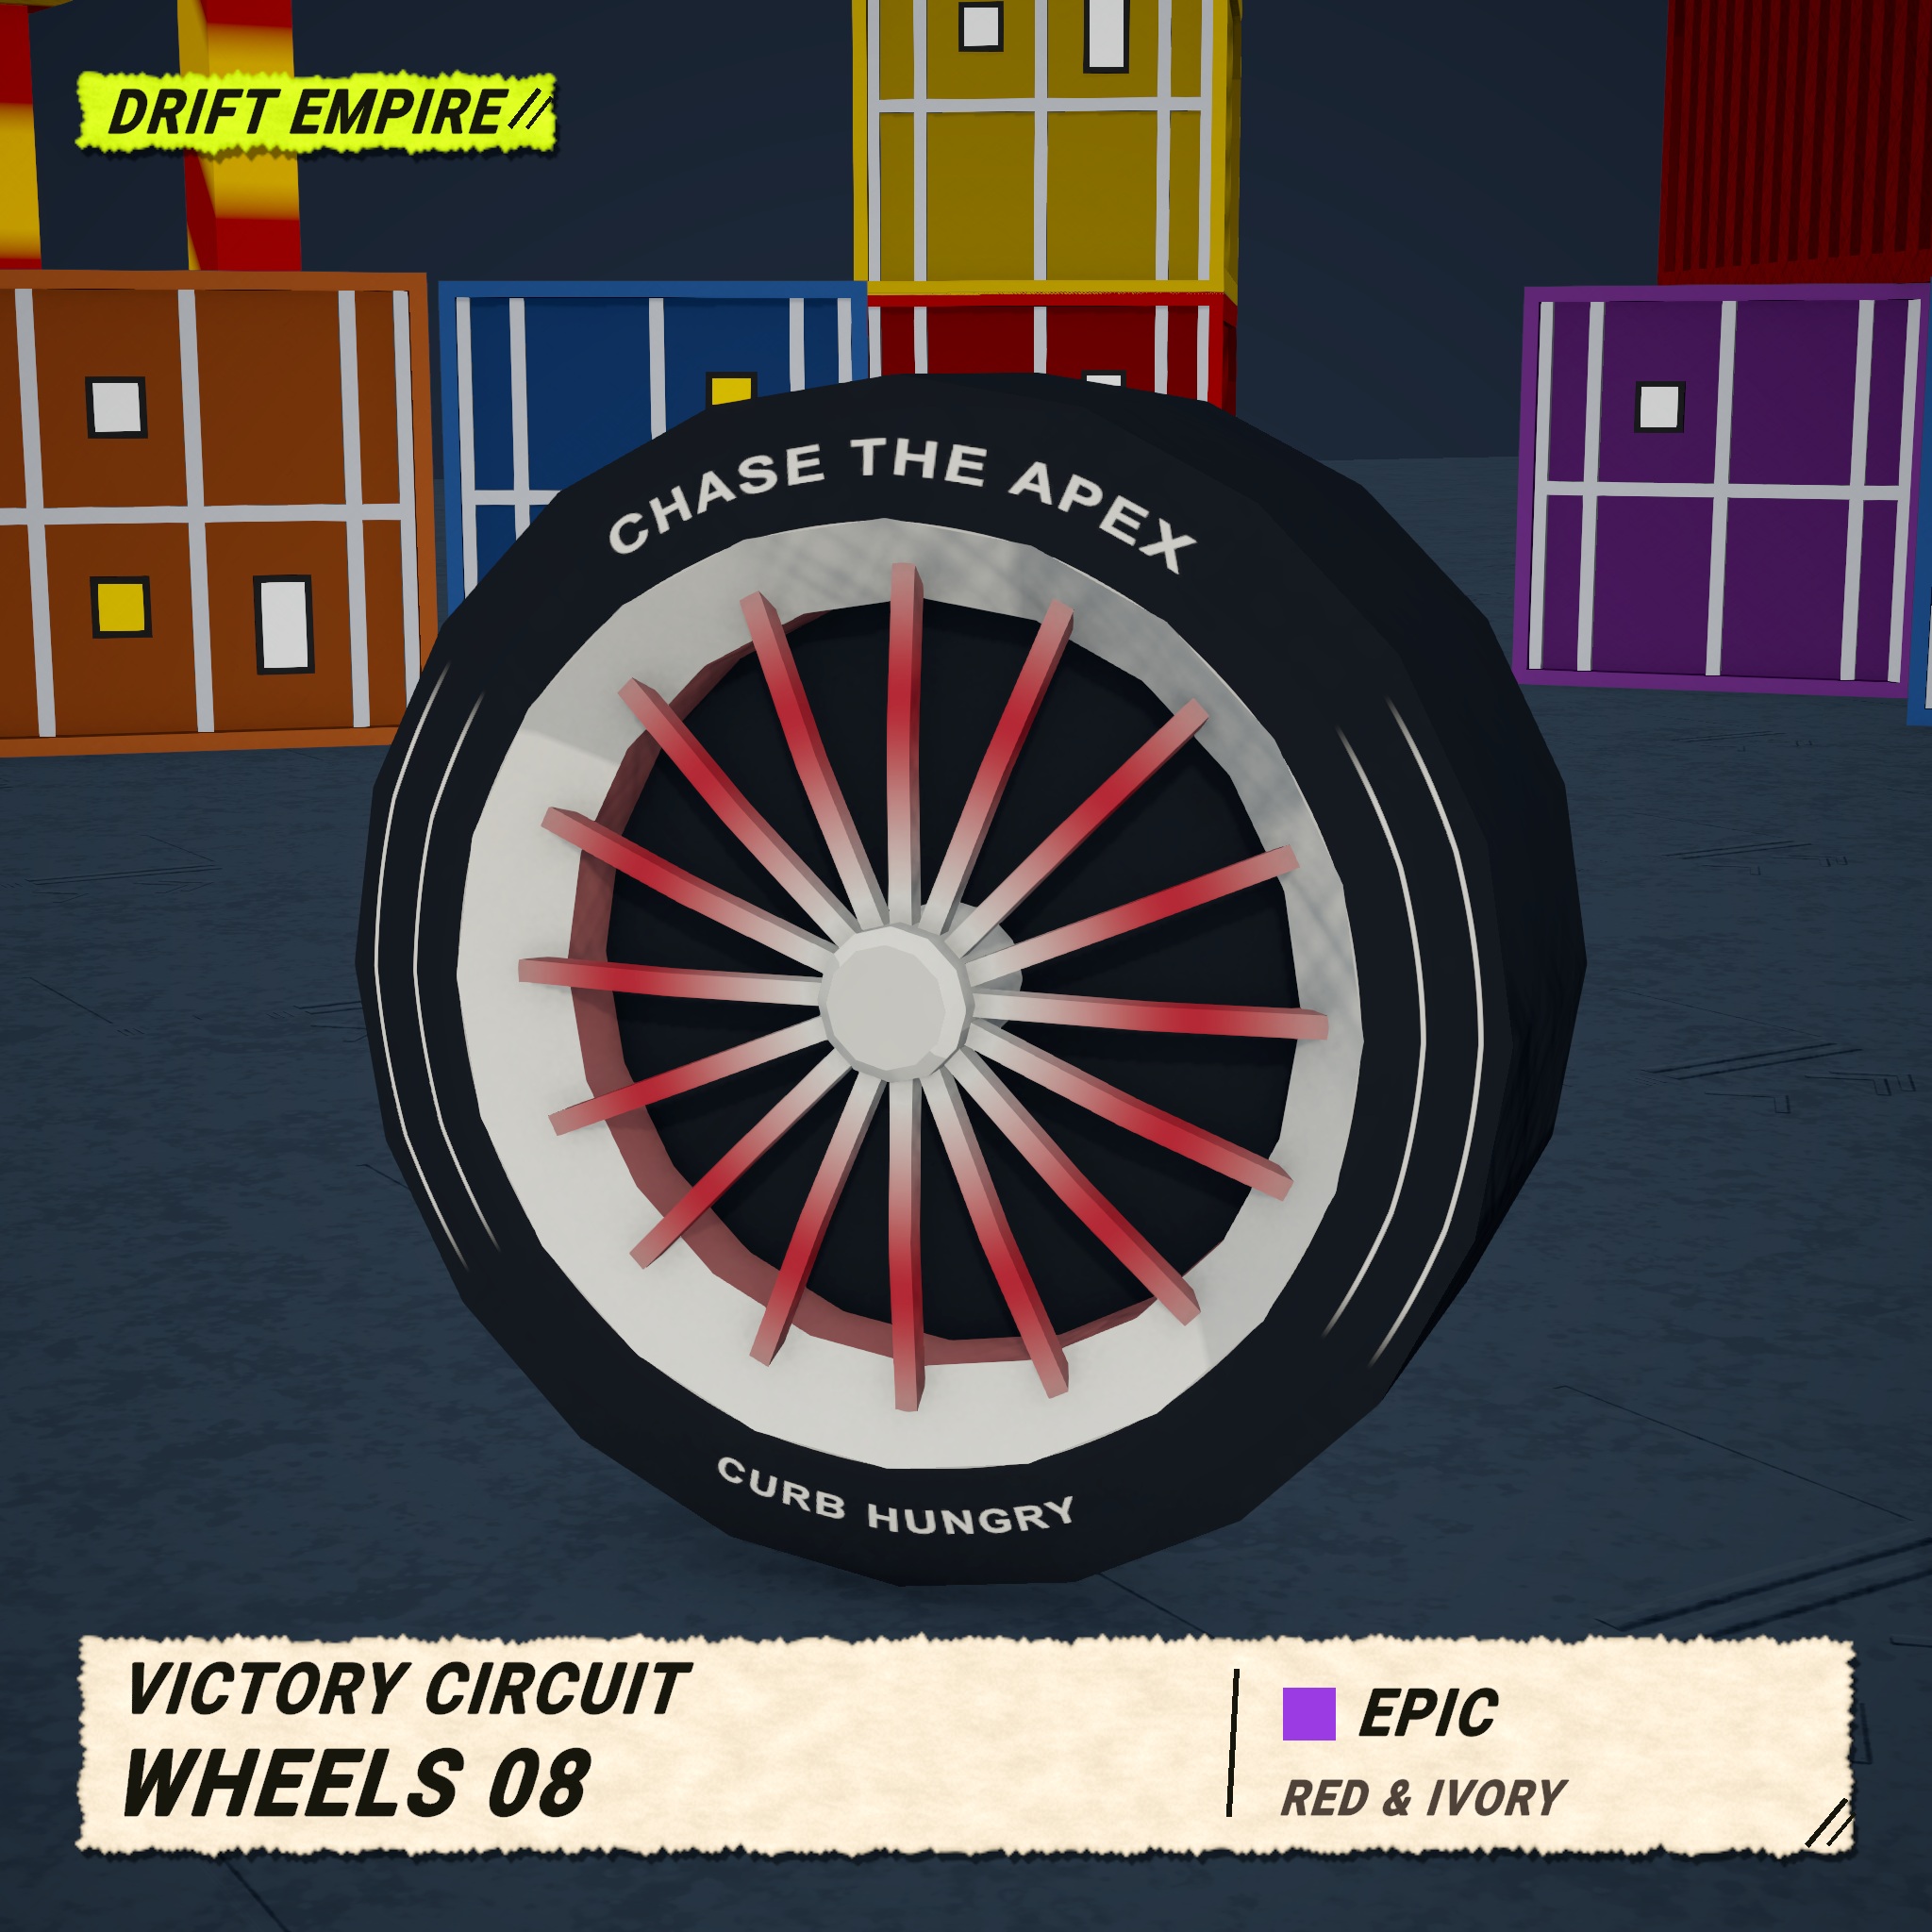 DRIFT EMPIRE//
CHASE THE APEX
CURB HUNGRY
VICTORY CIRCUIT
WHEELS 08
EPIC
RED & IVORY